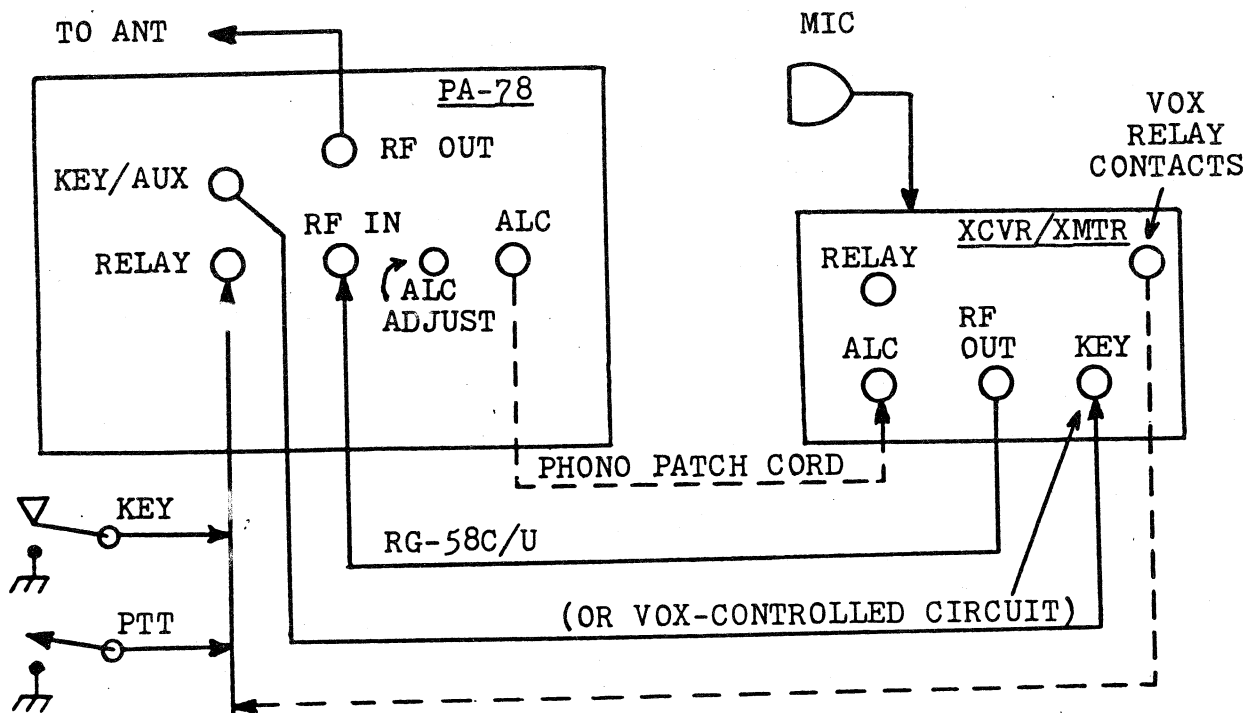 TO ANT
MIC
PA-78
VOX
RELAY
CONTACTS
RF OUT
KEY/AUX
RF IN
ALC
XCVR/XMTR
RELAY
RELAY
ALC
ADJUST
RF
OUT
ALC
KEY
PHONO PATCH CORD
KEY
RG-58C/U
(OR VOX-CONTROLLED CIRCUIT)
PTT